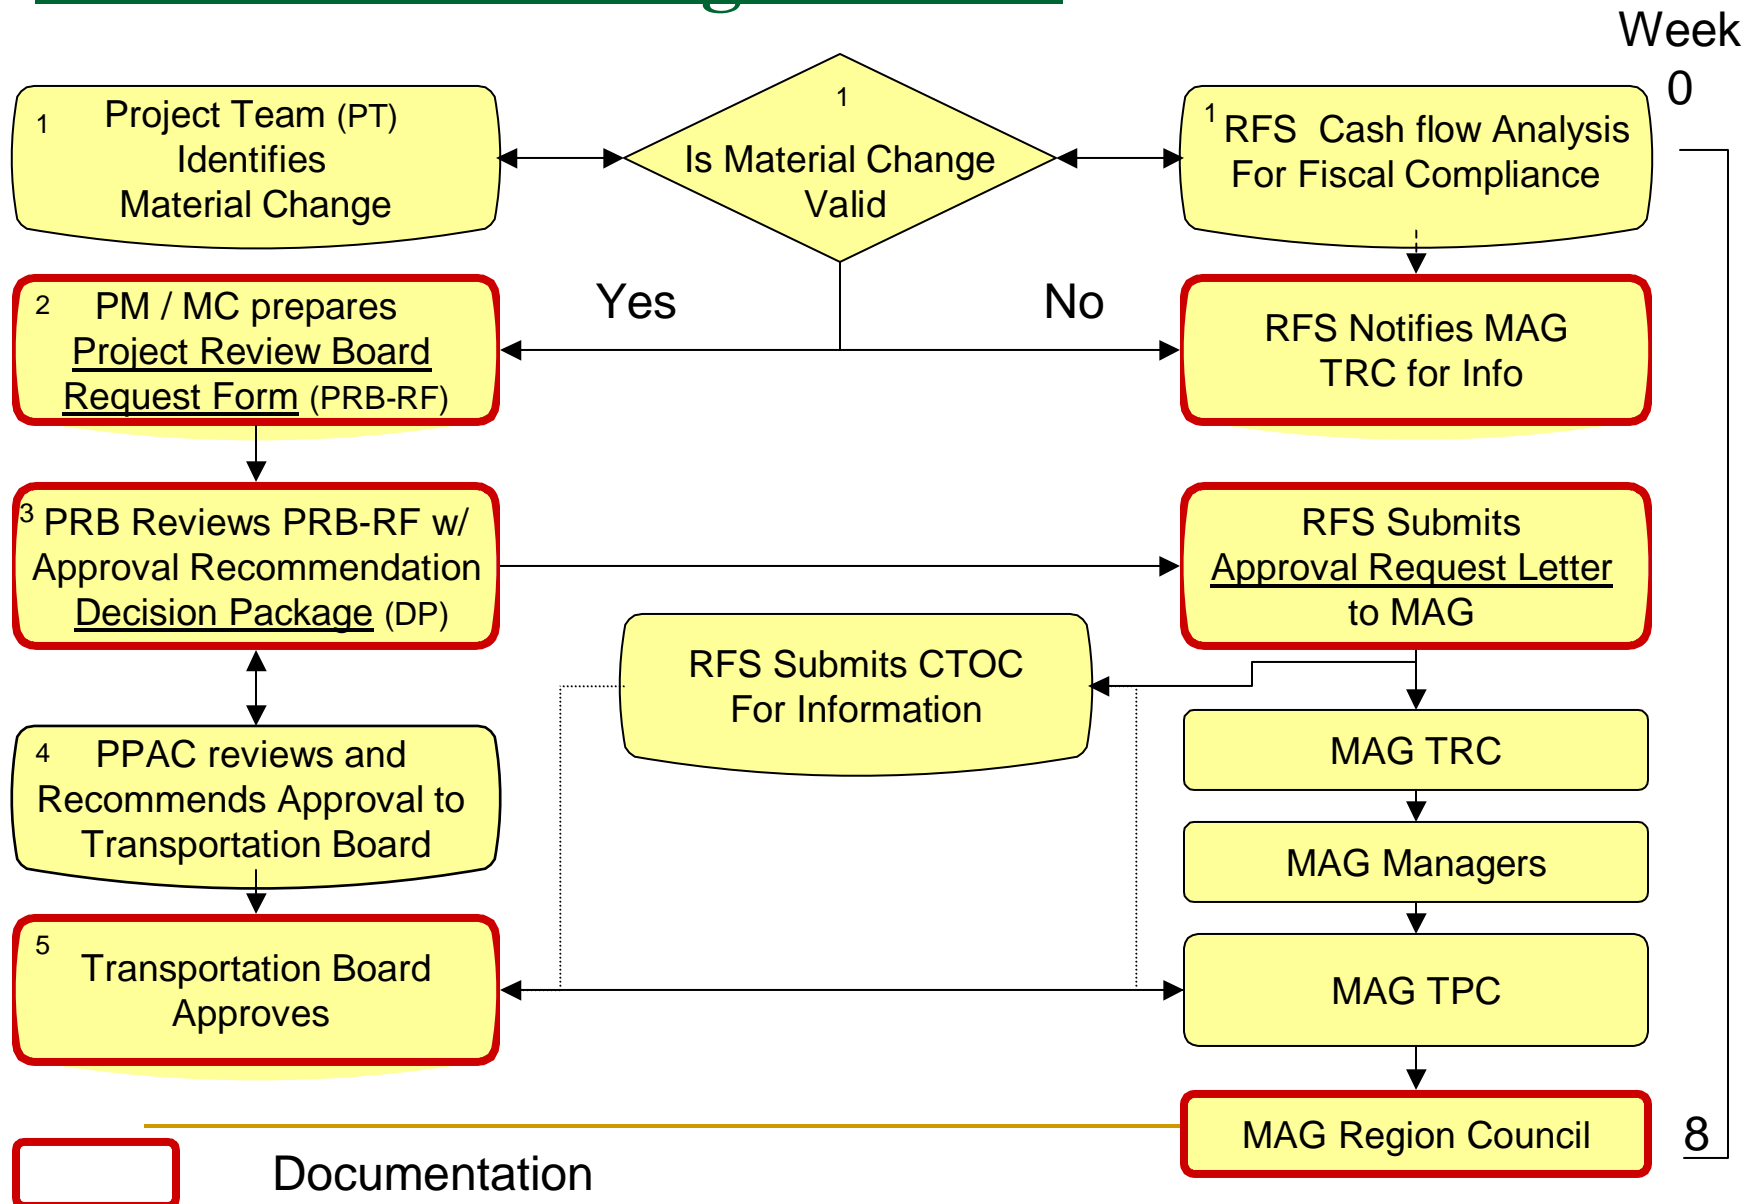 Week
0
1
Project Team (PT)
Identifies
Material Change
1
Is Material Change
Valid
1
RFS Cash flow Analysis
For Fiscal Compliance
2
PM / MC prepares
Project Review Board
Request Form (PRB-RF)
Yes
No
RFS Notifies MAG
TRC for Info
3
PRB Reviews PRB-RF w/
Approval Recommendation
Decision Package (DP)
RFS Submits
Approval Request Letter
to MAG
RFS Submits CTOC
For Information
4
PPAC reviews and
Recommends Approval to
Transportation Board
MAG TRC
MAG Managers
5
Transportation Board
Approves
MAG TPC
MAG Region Council
8
Documentation